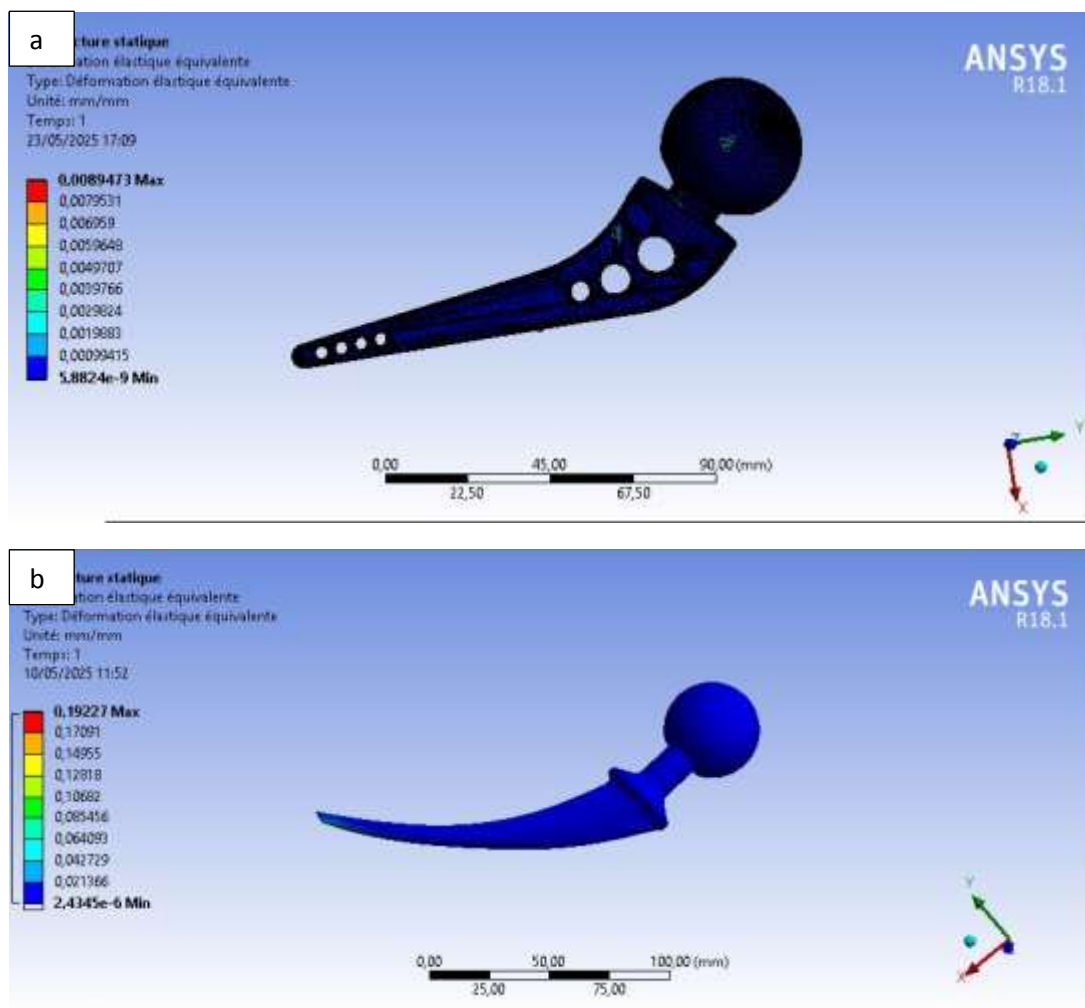 a
cture statique
ation élastique équivalente
Type: Déformation élastique équivalente
Unité: mm/mm
Temps: 1
23/05/2025 17:09
0,0089473 Max
0,0079531
0,006959
0,0059648
0,0049707
0,0039766
0,0029824
0,0019883
0,00099415
5,8824e-9 Min
ANSYS
R18.1
0,00 45,00 90,00 (mm)
22,50 67,50
Y
Z
X
b
ture statique
tion élastique équivalente
Type: Déformation élastique équivalente
Unité: mm/mm
Temps: 1
10/05/2025 11:52
0,19227 Max
0,17091
0,14955
0,12818
0,10682
0,085456
0,064093
0,042729
0,021366
2,4345e-6 Min
ANSYS
R18.1
0,00 50,00 100,00 (mm)
25,00 75,00
Y
X